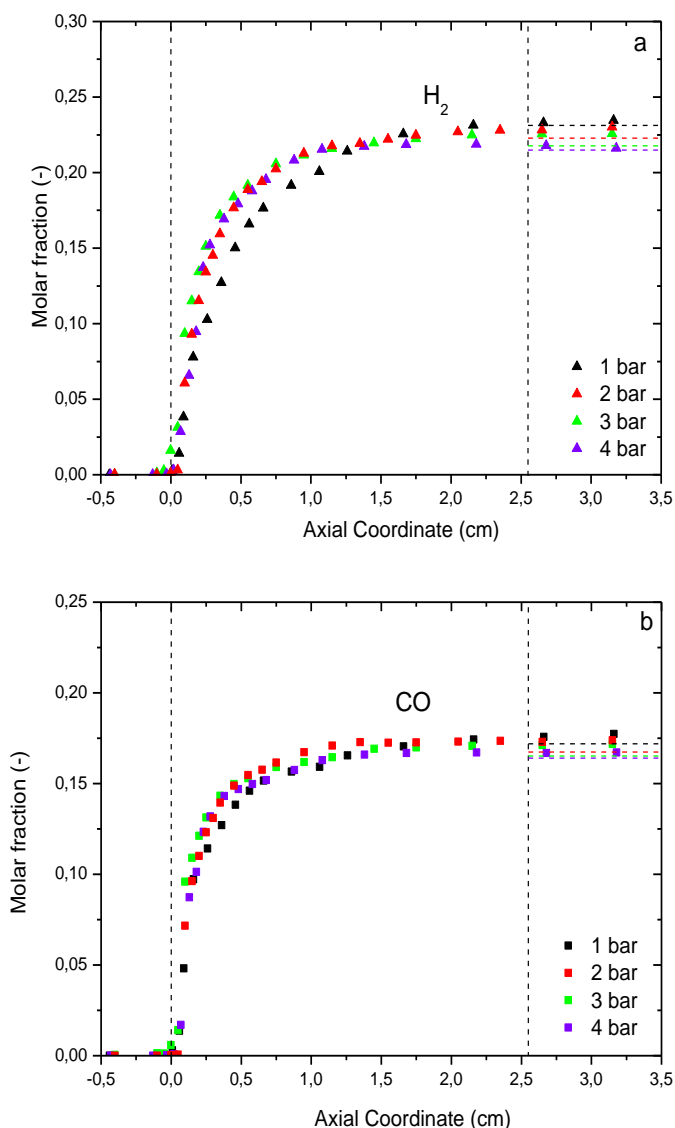 a
H2
0,30
0,25
0,20
0,15
0,10
0,05
0,00
Molar fraction (-)
1 bar
2 bar
3 bar
4 bar
-0,5 0,0 0,5 1,0 1,5 2,0 2,5 3,0 3,5
Axial Coordinate (cm)
b
CO
0,25
0,20
0,15
0,10
0,05
0,00
Molar fraction (-)
1 bar
2 bar
3 bar
4 bar
-0,5 0,0 0,5 1,0 1,5 2,0 2,5 3,0 3,5
Axial Coordinate (cm)